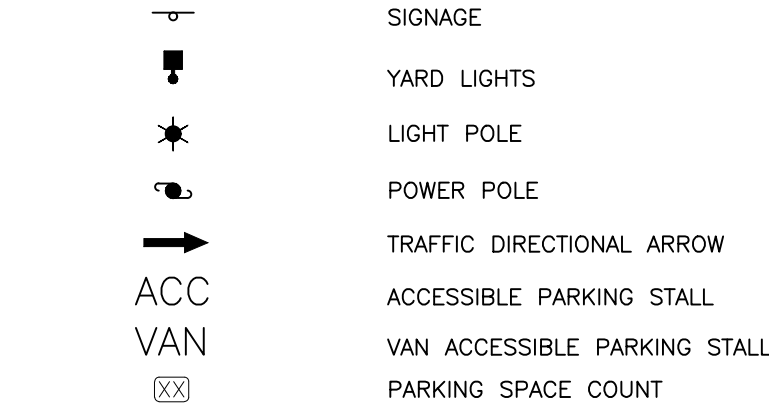 SIGNAGE
YARD LIGHTS
LIGHT POLE
POWER POLE
TRAFFIC DIRECTIONAL ARROW
ACC ACCESSIBLE PARKING STALL
VAN VAN ACCESSIBLE PARKING STALL
XX PARKING SPACE COUNT